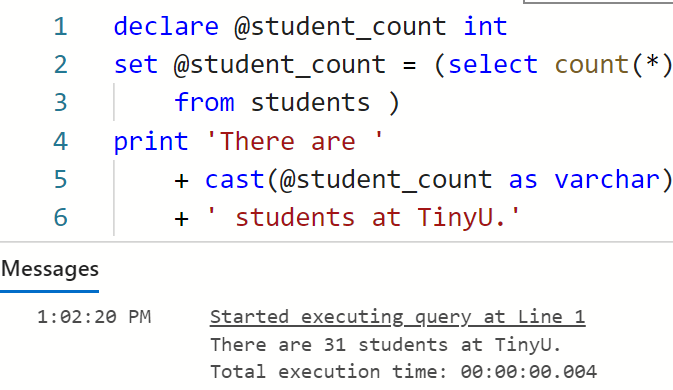 1 declare @student_count int
2 set @student_count = (select count(*)
3 from students )
4 print 'There are '
5 + cast(@student_count as varchar)
6 + ' students at TinyU.'
Messages
1:02:20 PM Started executing query at Line 1
There are 31 students at TinyU.
Total execution time: 00:00:00.004